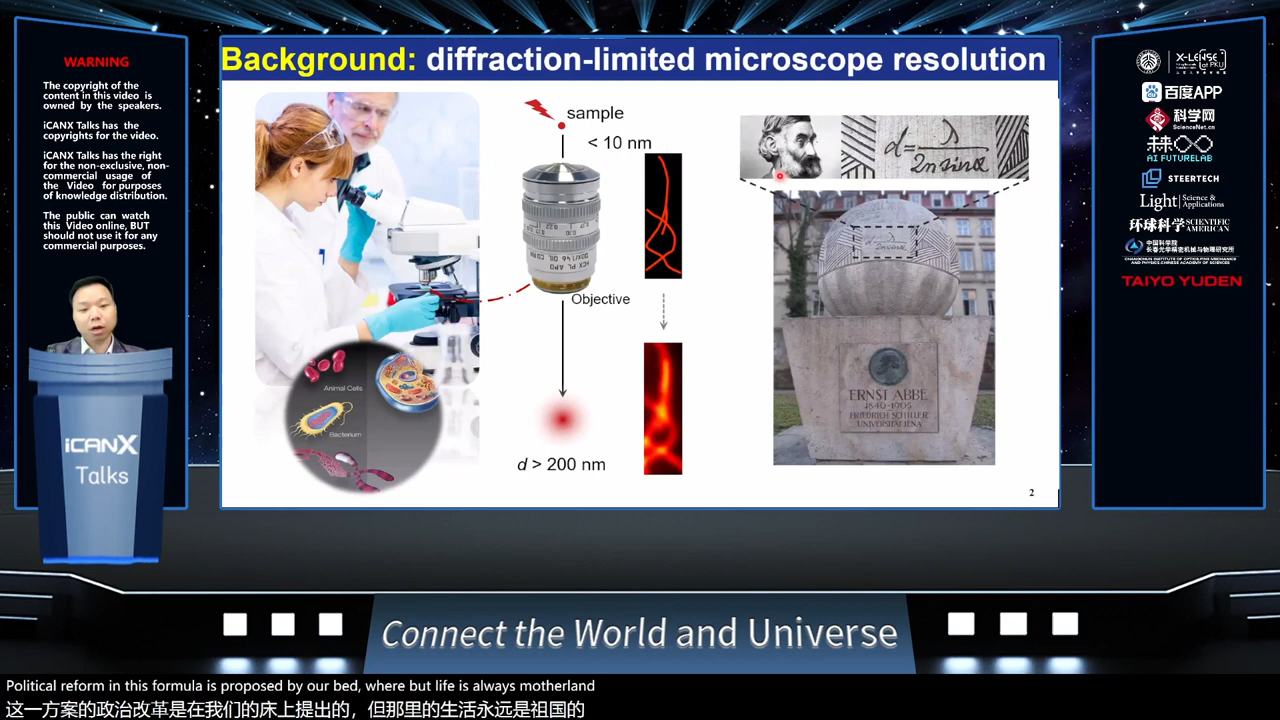 WARNING
The copyright of the
content in this video is
owned by the speakers.
iCANX Talks has the
copyrights for the video.
iCANX Talks has the right
for the non-exclusive, non-
commercial usage of
the Video for purposes
of knowledge distribution.
The public can watch
this Video online, BUT
should not use it for any
commercial purposes.
iCANX
Talks
Background: diffraction-limited microscope resolution
sample
< 10 nm
Objective
d > 200 nm
Animal Cells
Bacterium
d = λ / 2n sin α
ERNST ABBE
1840-1905
FRIEDRICH SCHILLER
UNIVERSITÄT JENA
2
X-LENSE
百度APP
科学网
ScienceNet.cn
AI FUTURELAB
STEERTECH
Light Science & Applications
环球科学 SCIENTIFIC AMERICAN
中国科学院
长春光学精密机械与物理研究所
CHANGCHUN INSTITUTE OF OPTICS, FINE MECHANICS
AND PHYSICS, CHINESE ACADEMY OF SCIENCES
TAIYO YUDEN
Connect the World and Universe
Political reform in this formula is proposed by our bed, where but life is always motherland
这一方案的政治改革是在我们的床上提出的，但那里的生活永远是祖国的